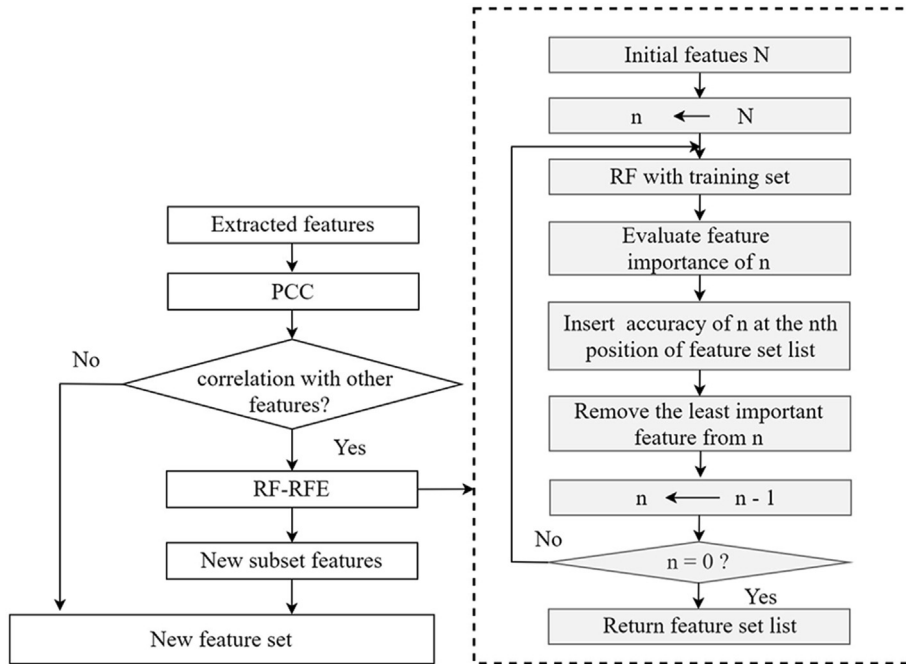 Extracted features
PCC
correlation with other
features?
No
Yes
RF-RFE
New subset features
New feature set
Initial featues N
n ← N
RF with training set
Evaluate feature
importance of n
Insert accuracy of n at the nth
position of feature set list
Remove the least important
feature from n
n ← n - 1
n = 0 ?
No
Yes
Return feature set list